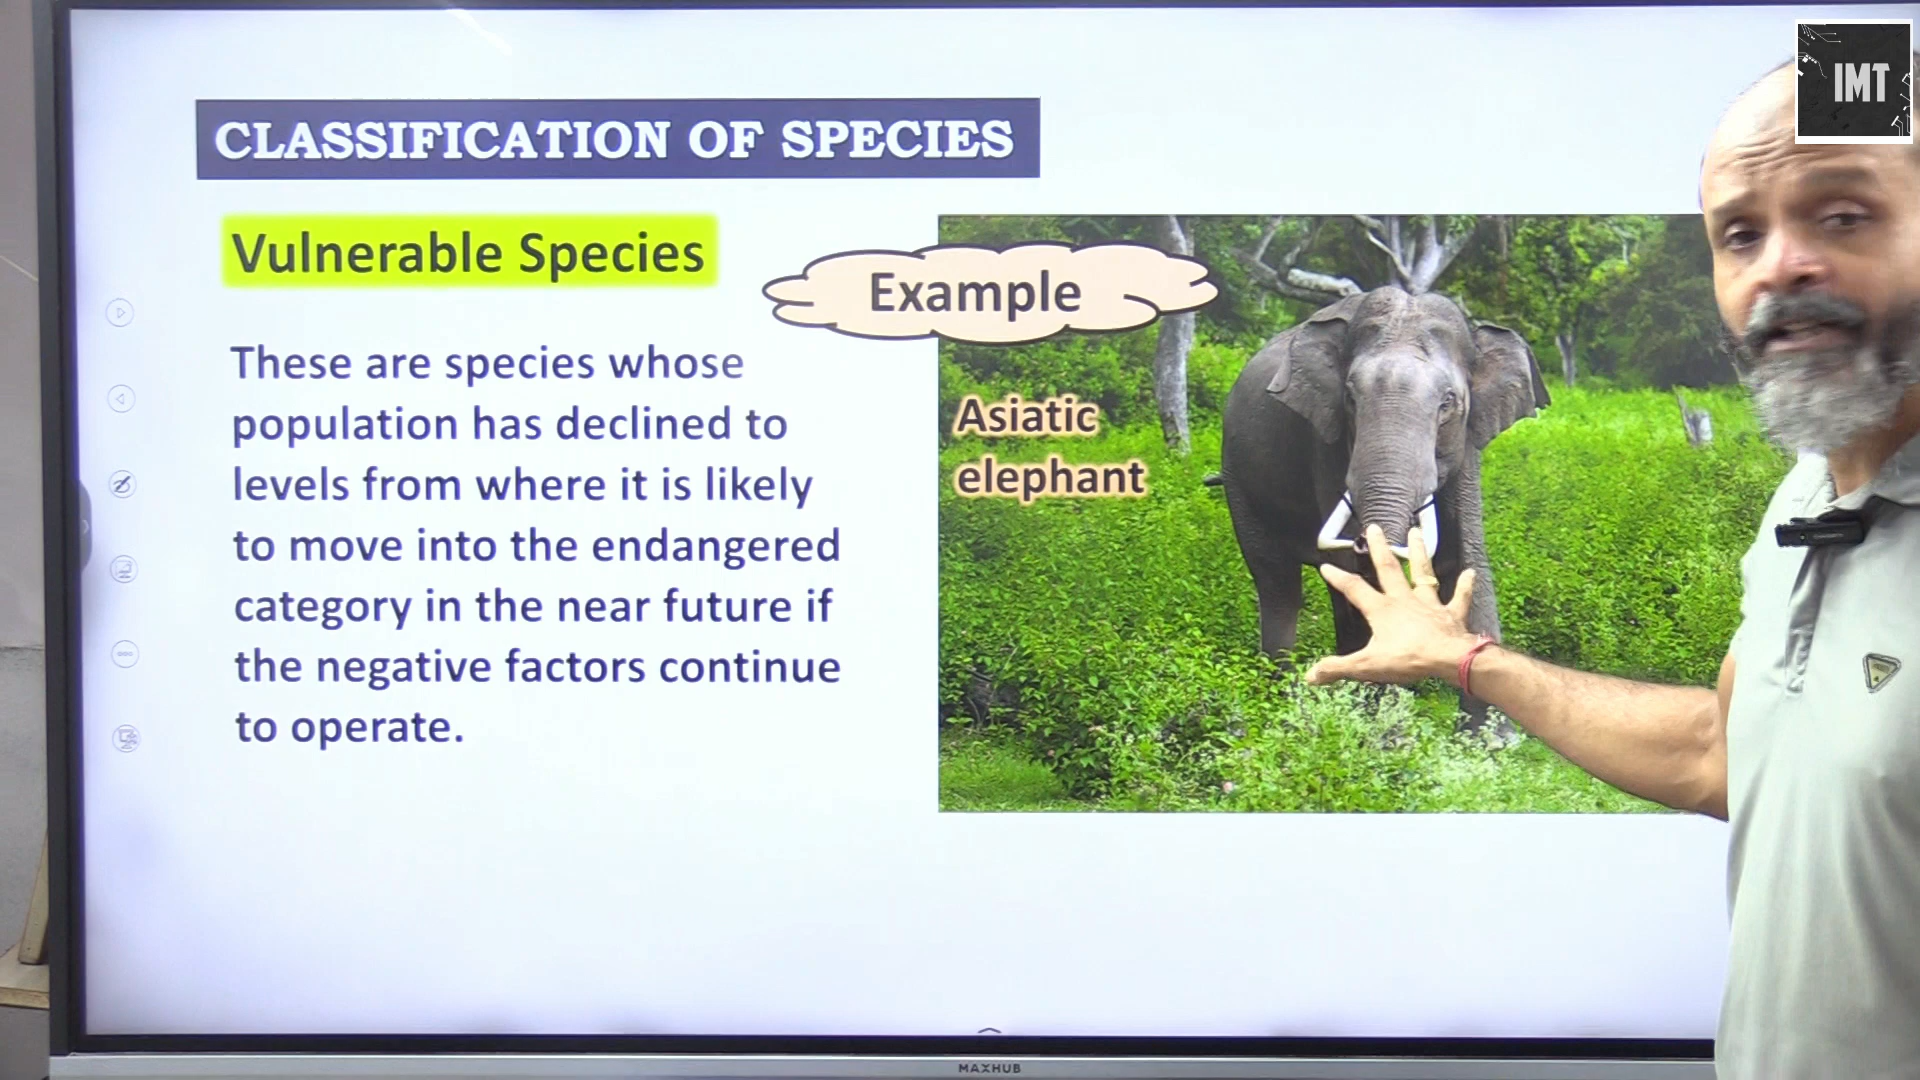 IMT
CLASSIFICATION OF SPECIES
Vulnerable Species
Example
These are species whose
population has declined to
levels from where it is likely
to move into the endangered
category in the near future if
the negative factors continue
to operate.
Asiatic
elephant
MAXHUB